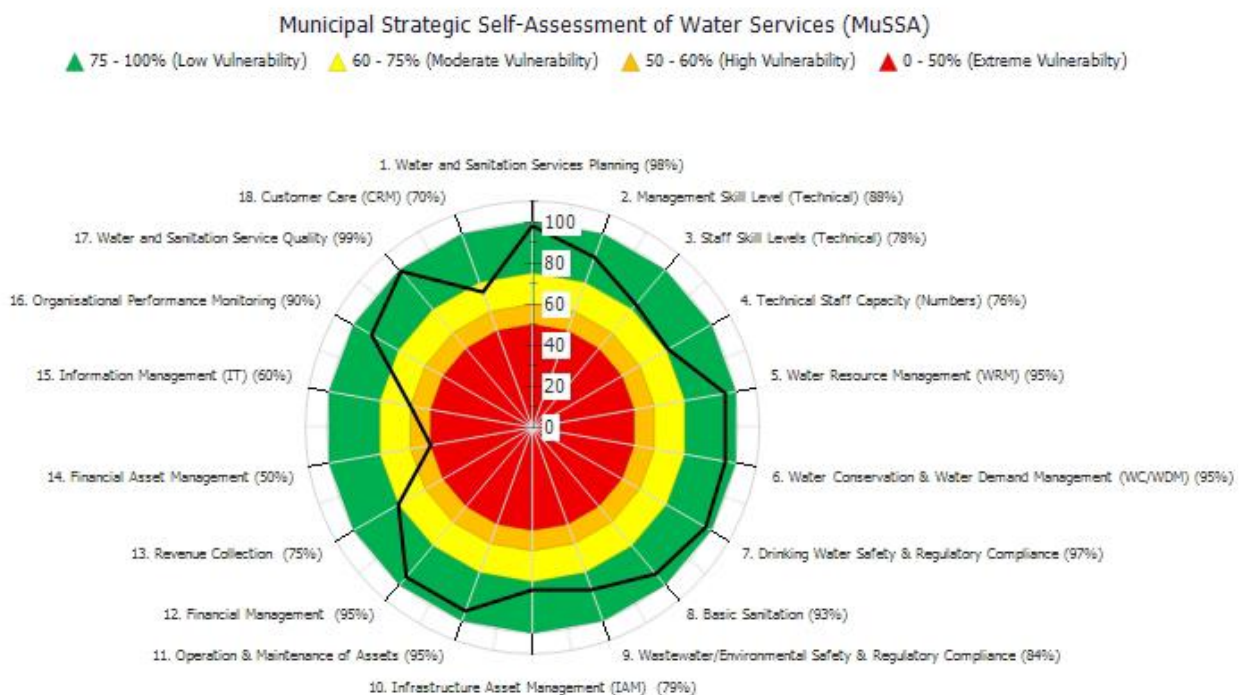 Municipal Strategic Self-Assessment of Water Services (MuSSA)
75 - 100% (Low Vulnerability) 60 - 75% (Moderate Vulnerability) 50 - 60% (High Vulnerability) 0 - 50% (Extreme Vulnerabilty)
1. Water and Sanitation Services Planning (98%)
2. Management Skill Level (Technical) (88%)
3. Staff Skill Levels (Technical) (78%)
4. Technical Staff Capacity (Numbers) (76%)
5. Water Resource Management (WRM) (95%)
6. Water Conservation & Water Demand Management (WC/WDM) (95%)
7. Drinking Water Safety & Regulatory Compliance (97%)
8. Basic Sanitation (93%)
9. Wastewater/Environmental Safety & Regulatory Compliance (84%)
10. Infrastructure Asset Management (IAM) (79%)
11. Operation & Maintenance of Assets (95%)
12. Financial Management (95%)
13. Revenue Collection (75%)
14. Financial Asset Management (50%)
15. Information Management (IT) (60%)
16. Organisational Performance Monitoring (90%)
17. Water and Sanitation Service Quality (99%)
18. Customer Care (CRM) (70%)
100
80
60
40
20
0